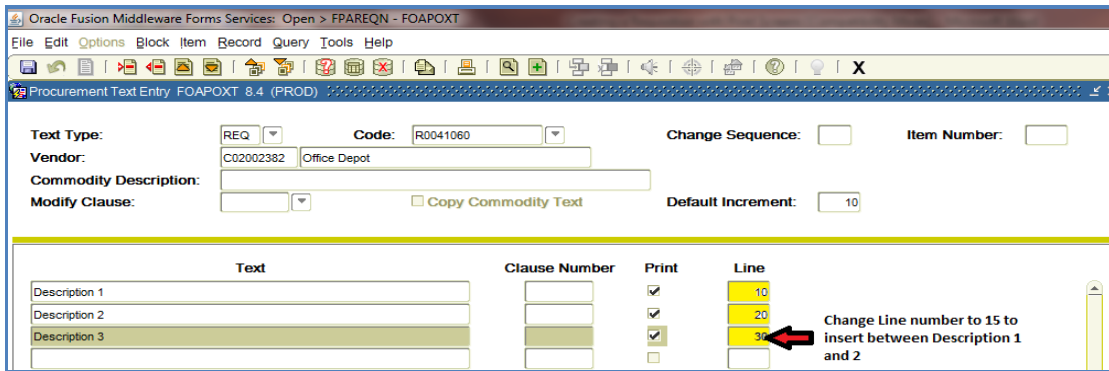 Oracle Fusion Middleware Forms Services: Open > FPAREQN - FOAPOXT
File Edit Options Block Item Record Query Tools Help
Procurement Text Entry FOAPOXT 8.4 (PROD)
Text Type: REQ Code: R0041060 Change Sequence: Item Number:
Vendor: C02002382 Office Depot
Commodity Description:
Modify Clause: Copy Commodity Text Default Increment: 10
Text Clause Number Print Line
Description 1 10
Description 2 20
Description 3 30
Change Line number to 15 to
insert between Description 1
and 2